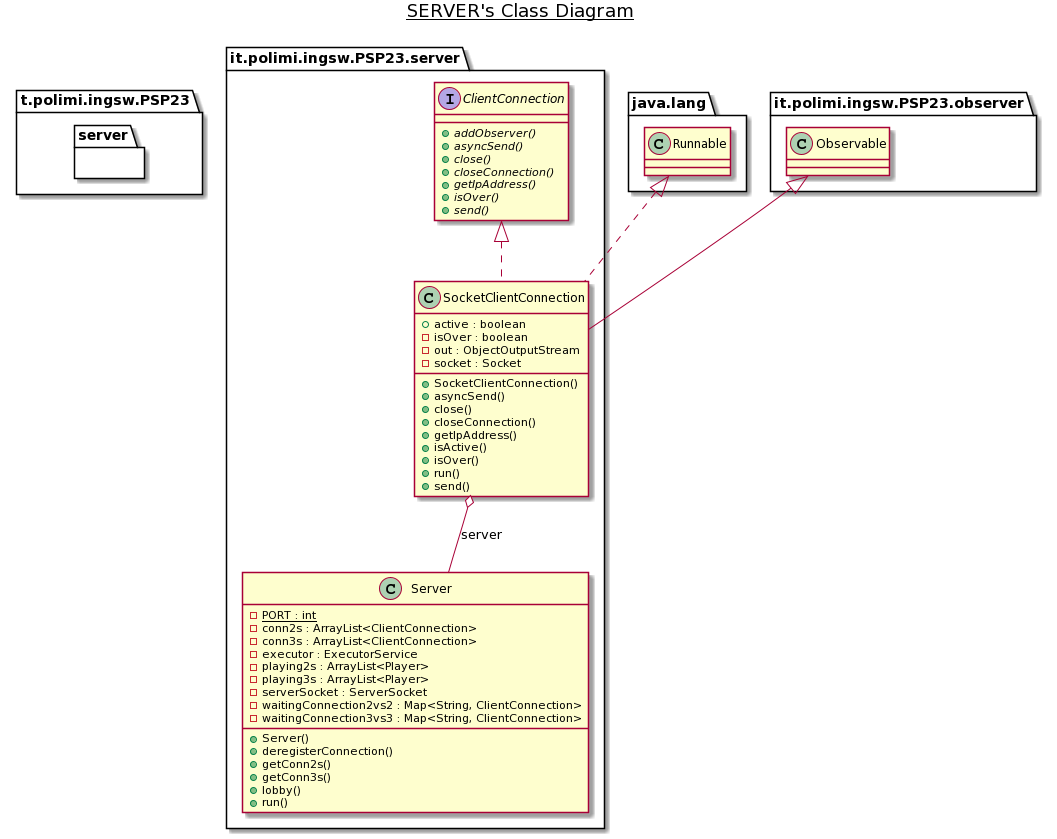 SERVER's Class Diagram
it.polimi.ingsw.PSP23.server
t.polimi.ingsw.PSP23
server
I ClientConnection
addObserver()
asyncSend()
close()
closeConnection()
getIpAddress()
isOver()
send()
java.lang
C Runnable
it.polimi.ingsw.PSP23.observer
C Observable
C SocketClientConnection
active : boolean
isOver : boolean
out : ObjectOutputStream
socket : Socket
SocketClientConnection()
asyncSend()
close()
closeConnection()
getIpAddress()
isActive()
isOver()
run()
send()
server
C Server
PORT : int
conn2s : ArrayList<ClientConnection>
conn3s : ArrayList<ClientConnection>
executor : ExecutorService
playing2s : ArrayList<Player>
playing3s : ArrayList<Player>
serverSocket : ServerSocket
waitingConnection2vs2 : Map<String, ClientConnection>
waitingConnection3vs3 : Map<String, ClientConnection>
Server()
deregisterConnection()
getConn2s()
getConn3s()
lobby()
run()